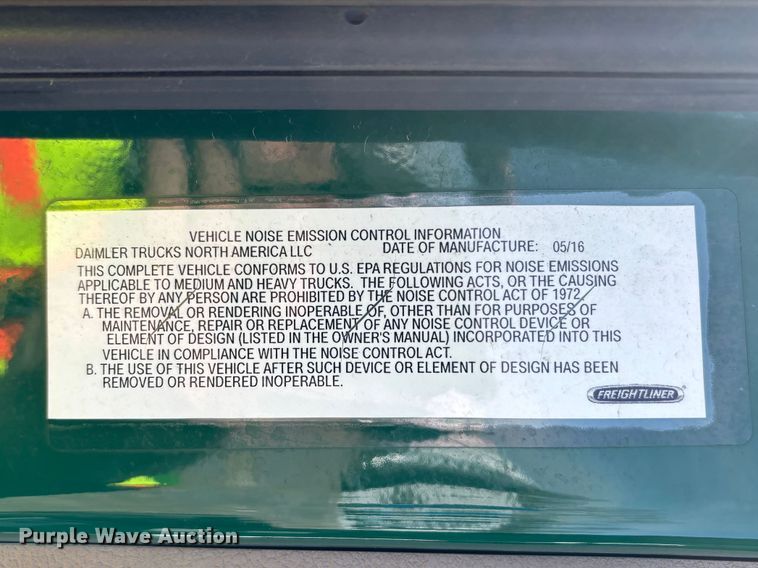 VEHICLE NOISE EMISSION CONTROL INFORMATION
DAIMLER TRUCKS NORTH AMERICA LLC DATE OF MANUFACTURE: 05/16
THIS COMPLETE VEHICLE CONFORMS TO U.S. EPA REGULATIONS FOR NOISE EMISSIONS
APPLICABLE TO MEDIUM AND HEAVY TRUCKS. THE FOLLOWING ACTS, OR THE CAUSING
THEREOF BY ANY PERSON ARE PROHIBITED BY THE NOISE CONTROL ACT OF 1972
A. THE REMOVAL OR RENDERING INOPERABLE OF, OTHER THAN FOR PURPOSES OF
MAINTENANCE, REPAIR OR REPLACEMENT OF ANY NOISE CONTROL DEVICE OR
ELEMENT OF DESIGN (LISTED IN THE OWNER'S MANUAL) INCORPORATED INTO THIS
VEHICLE IN COMPLIANCE WITH THE NOISE CONTROL ACT.
B. THE USE OF THIS VEHICLE AFTER SUCH DEVICE OR ELEMENT OF DESIGN HAS BEEN
REMOVED OR RENDERED INOPERABLE.
FREIGHTLINER
Purple Wave Auction